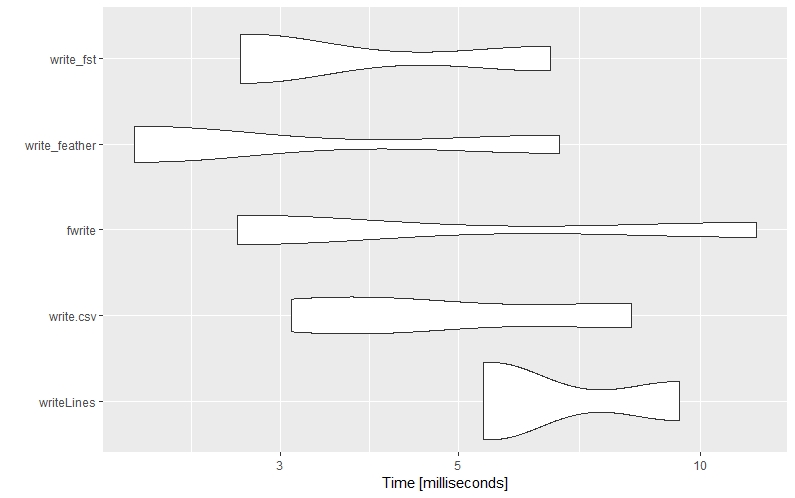 write_fst
write_feather
fwrite
write.csv
writeLines
3 5 10
Time [milliseconds]